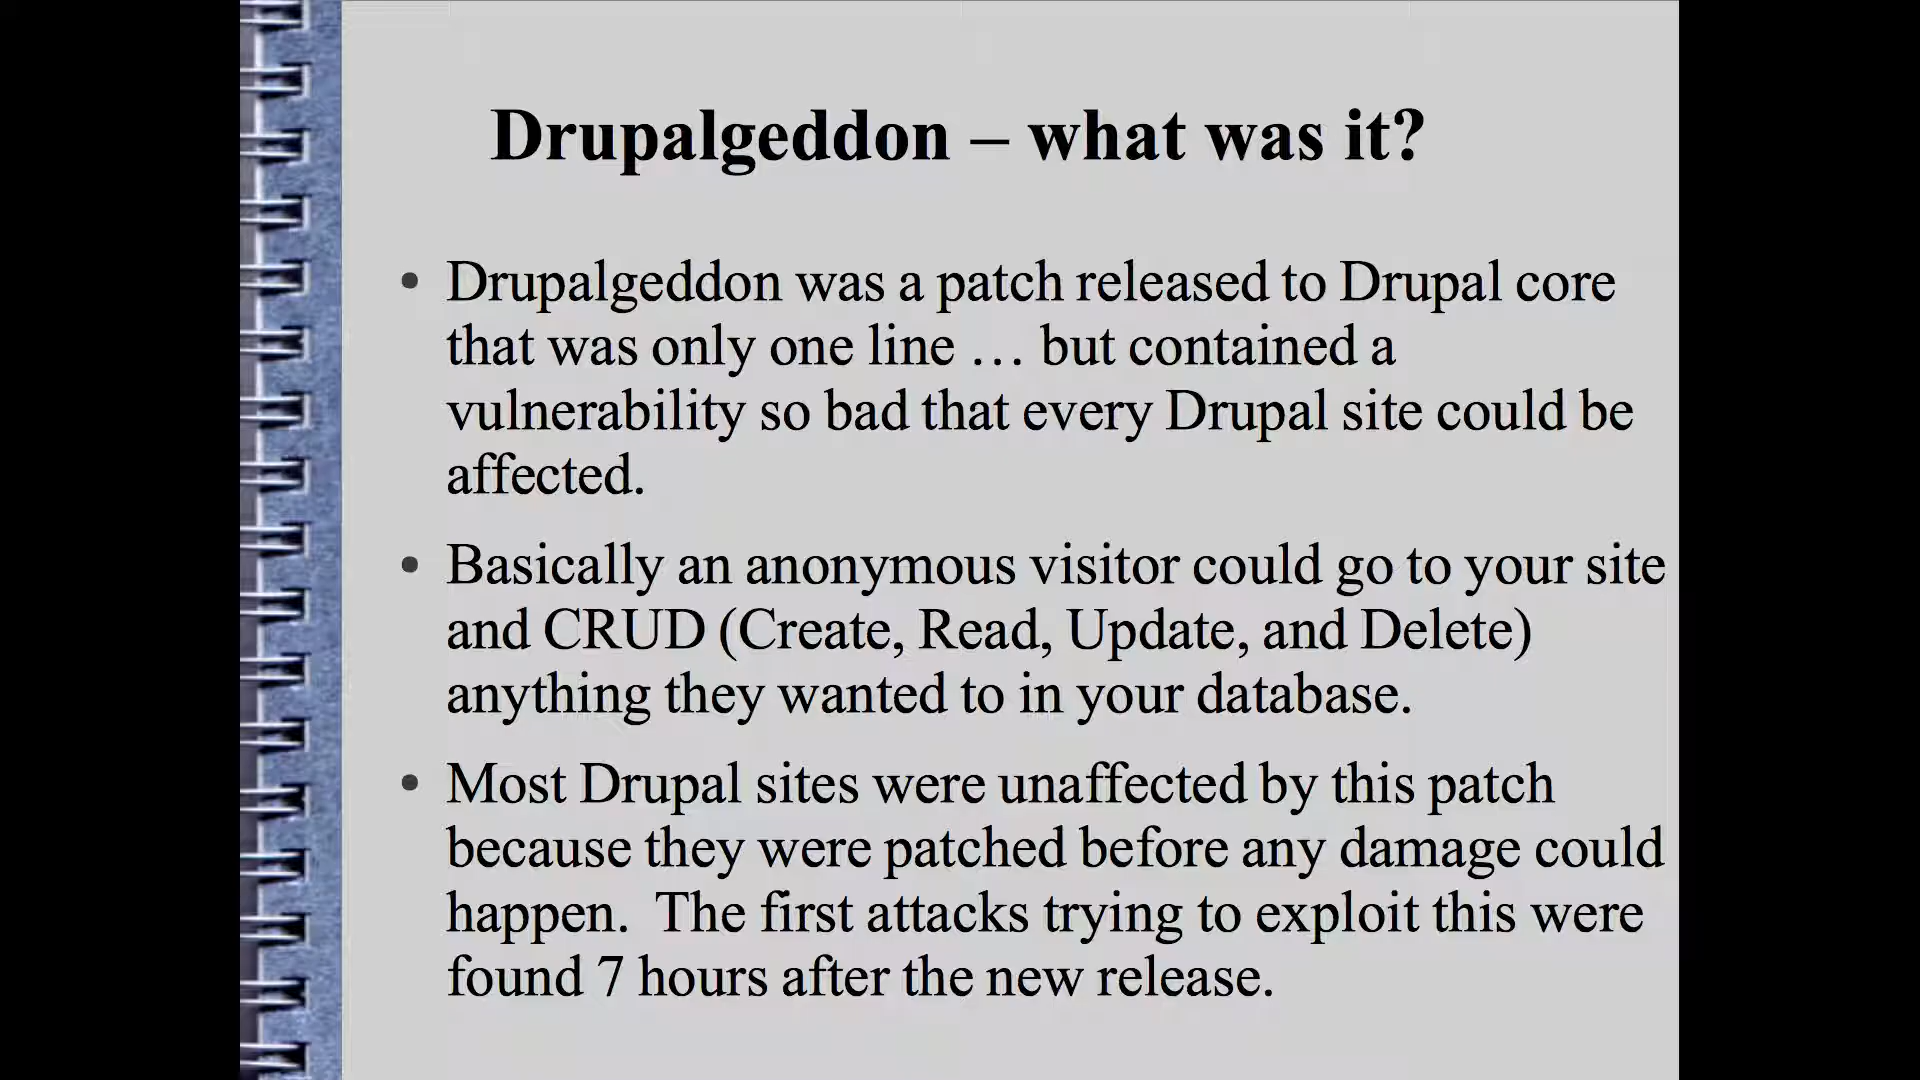 Drupalgeddon – what was it?
• Drupalgeddon was a patch released to Drupal core
that was only one line … but contained a
vulnerability so bad that every Drupal site could be
affected.
• Basically an anonymous visitor could go to your site
and CRUD (Create, Read, Update, and Delete)
anything they wanted to in your database.
• Most Drupal sites were unaffected by this patch
because they were patched before any damage could
happen.  The first attacks trying to exploit this were
found 7 hours after the new release.